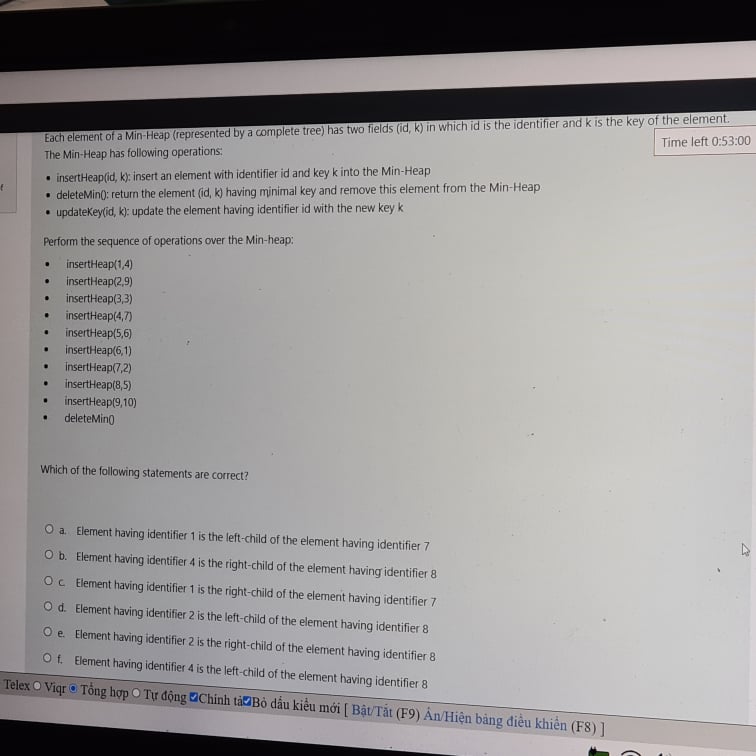 Each element of a Min-Heap (represented by a complete tree) has two fields (id, k) in which id is the identifier and k is the key of the element.
Time left 0:53:00
The Min-Heap has following operations:
• insertHeap(id, k): insert an element with identifier id and key k into the Min-Heap
• deleteMin(): return the element (id, k) having minimal key and remove this element from the Min-Heap
• updateKey(id, k): update the element having identifier id with the new key k
Perform the sequence of operations over the Min-heap:
• insertHeap(1,4)
• insertHeap(2,9)
• insertHeap(3,3)
• insertHeap(4,7)
• insertHeap(5,6)
• insertHeap(6,1)
• insertHeap(7,2)
• insertHeap(8,5)
• insertHeap(9,10)
• deleteMin()
Which of the following statements are correct?
a. Element having identifier 1 is the left-child of the element having identifier 7
b. Element having identifier 4 is the right-child of the element having identifier 8
c. Element having identifier 1 is the right-child of the element having identifier 7
d. Element having identifier 2 is the left-child of the element having identifier 8
e. Element having identifier 2 is the right-child of the element having identifier 8
f. Element having identifier 4 is the left-child of the element having identifier 8
Telex Viqr Tổng hợp Tự động Chính tả Bỏ dấu kiểu mới [ Bật/Tắt (F9) Ẩn/Hiện bảng điều khiển (F8) ]